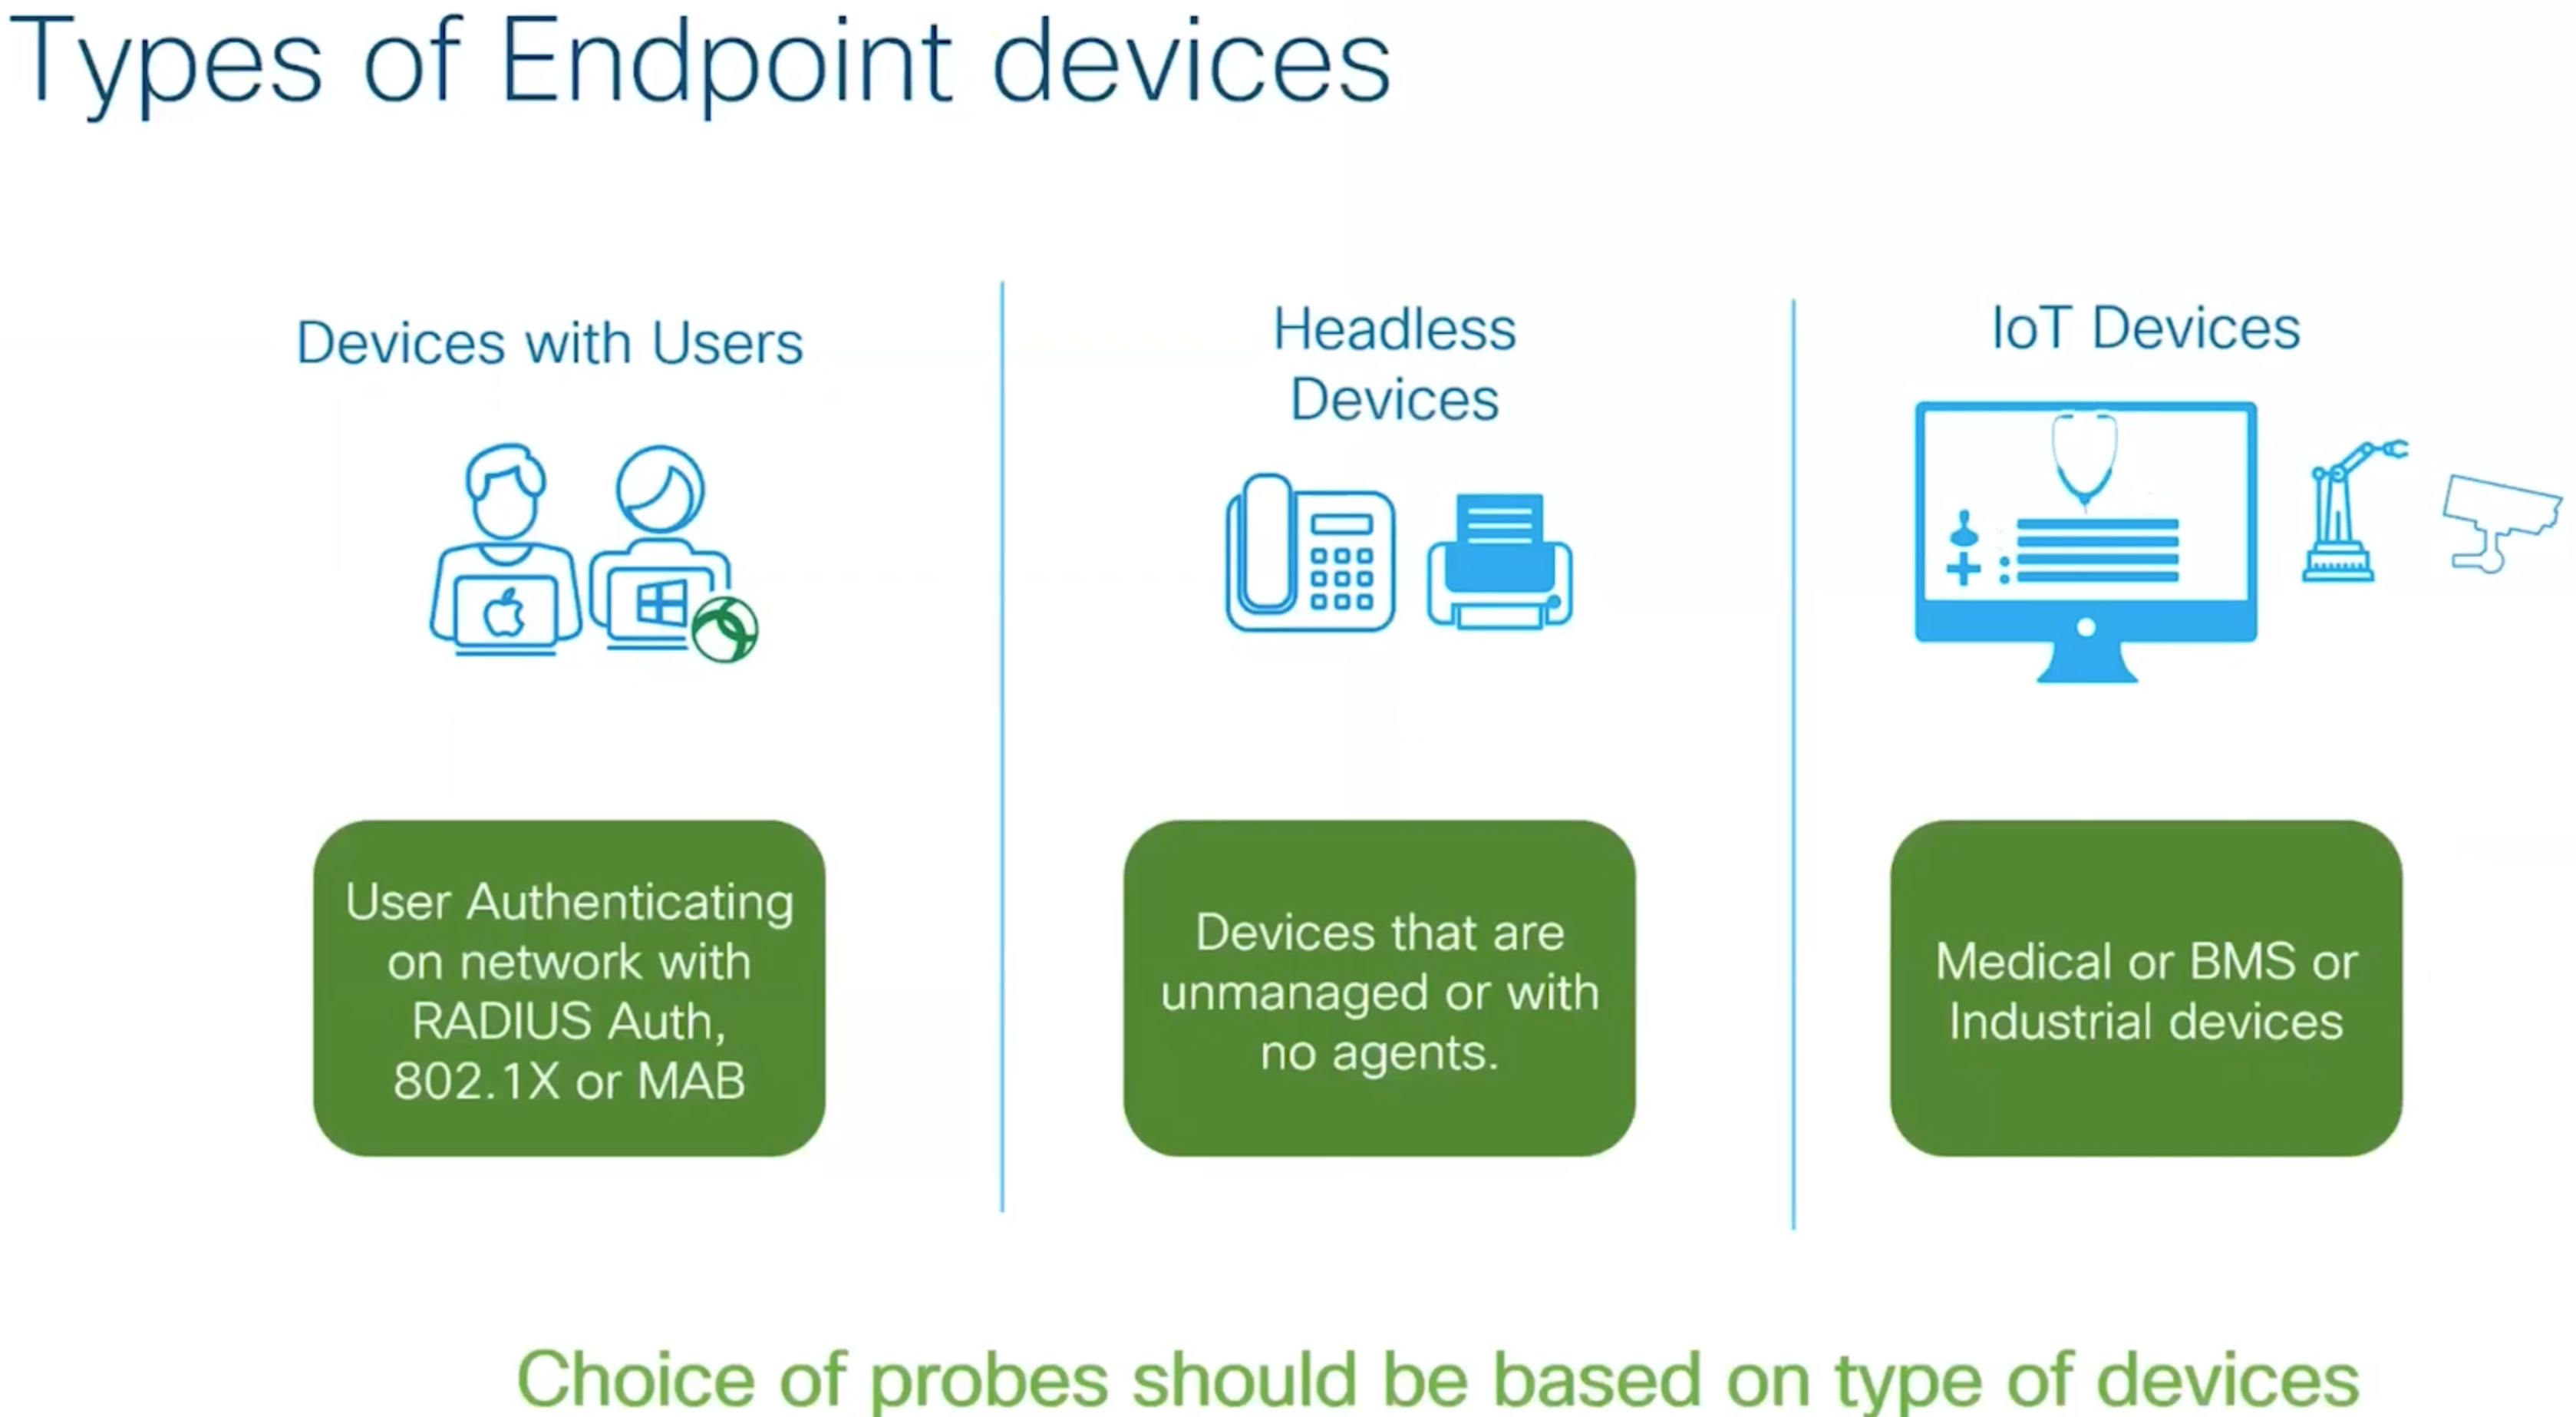 Types of Endpoint devices
Devices with Users
Headless
Devices
IoT Devices
User Authenticating
on network with
RADIUS Auth,
802.1X or MAB
Devices that are
unmanaged or with
no agents.
Medical or BMS or
Industrial devices
Choice of probes should be based on type of devices